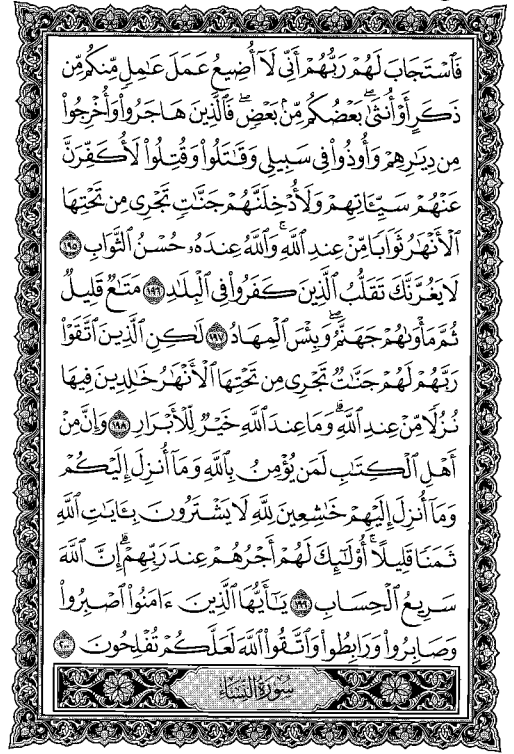 فَٱسْتَجَابَ لَهُمْ رَبُّهُمْ أَنِّى لَآ أُضِيعُ عَمَلَ عَٰمِلٍ مِّنكُم مِّن
ذَكَرٍ أَوْ أُنثَىٰ ۖ بَعْضُكُم مِّنۢ بَعْضٍ ۖ فَٱلَّذِينَ هَاجَرُوا۟ وَأُخْرِجُوا۟
مِن دِيَٰرِهِمْ وَأُوذُوا۟ فِى سَبِيلِى وَقَٰتَلُوا۟ وَقُتِلُوا۟ لَأُكَفِّرَنَّ
عَنْهُمْ سَيِّـَٔاتِهِمْ وَلَأُدْخِلَنَّهُمْ جَنَّٰتٍ تَجْرِى مِن تَحْتِهَا
ٱلْأَنْهَٰرُ ثَوَابًا مِّنْ عِندِ ٱللَّهِ ۗ وَٱللَّهُ عِندَهُۥ حُسْنُ ٱلثَّوَابِ ١٩٥
لَا يَغُرَّنَّكَ تَقَلُّبُ ٱلَّذِينَ كَفَرُوا۟ فِى ٱلْبِلَٰدِ ١٩٦ مَتَٰعٌ قَلِيلٌ
ثُمَّ مَأْوَىٰهُمْ جَهَنَّمُ ۚ وَبِئْسَ ٱلْمِهَادُ ١٩٧ لَٰكِنِ ٱلَّذِينَ ٱتَّقَوْا۟
رَبَّهُمْ لَهُمْ جَنَّٰتٌ تَجْرِى مِن تَحْتِهَا ٱلْأَنْهَٰرُ خَٰلِدِينَ فِيهَا
نُزُلًا مِّنْ عِندِ ٱللَّهِ ۗ وَمَا عِندَ ٱللَّهِ خَيْرٌ لِّلْأَبْرَارِ ١٩٨ وَإِنَّ مِنْ
أَهْلِ ٱلْكِتَٰبِ لَمَن يُؤْمِنُ بِٱللَّهِ وَمَآ أُنزِلَ إِلَيْكُمْ
وَمَآ أُنزِلَ إِلَيْهِمْ خَٰشِعِينَ لِلَّهِ لَا يَشْتَرُونَ بِـَٔايَٰتِ ٱللَّهِ
ثَمَنًا قَلِيلًا ۗ أُو۟لَٰٓئِكَ لَهُمْ أَجْرُهُمْ عِندَ رَبِّهِمْ ۗ إِنَّ ٱللَّهَ
سَرِيعُ ٱلْحِسَابِ ١٩٩ يَٰٓأَيُّهَا ٱلَّذِينَ ءَامَنُوا۟ ٱصْبِرُوا۟
وَصَابِرُوا۟ وَرَابِطُوا۟ وَٱتَّقُوا۟ ٱللَّهَ لَعَلَّكُمْ تُفْلِحُونَ ٢٠٠
سُورَةُ النِّسَاءِ